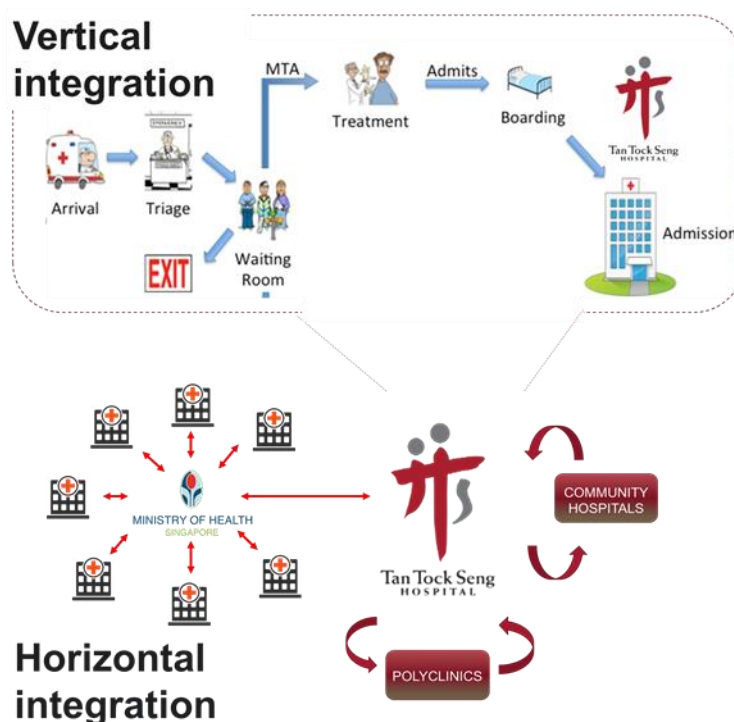 Vertical
integration
MTA
Treatment
Admits
Boarding
Tan Tock Seng
HOSPITAL
Arrival
Triage
Waiting
Room
EXIT
Admission
MINISTRY OF HEALTH
SINGAPORE
Tan Tock Seng
HOSPITAL
COMMUNITY
HOSPITALS
POLYCLINICS
Horizontal
integration